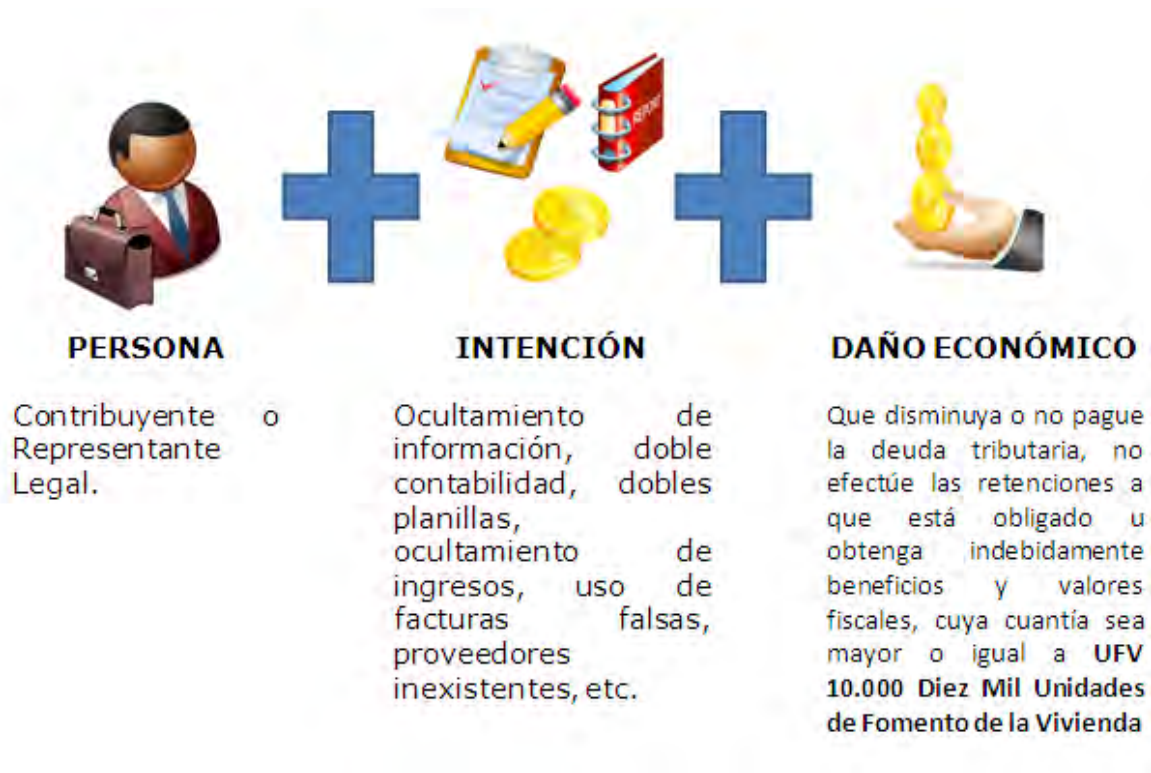 REPORT
PERSONA
Contribuyente o
Representante
Legal.
INTENCIÓN
Ocultamiento de
información, doble
contabilidad, dobles
planillas,
ocultamiento de
ingresos, uso de
facturas falsas,
proveedores
inexistentes, etc.
DAÑO ECONÓMICO
Que disminuya o no pague
la deuda tributaria, no
efectúe las retenciones a
que está obligado u
obtenga indebidamente
beneficios y valores
fiscales, cuya cuantía sea
mayor o igual a UFV
10.000 Diez Mil Unidades
de Fomento de la Vivienda